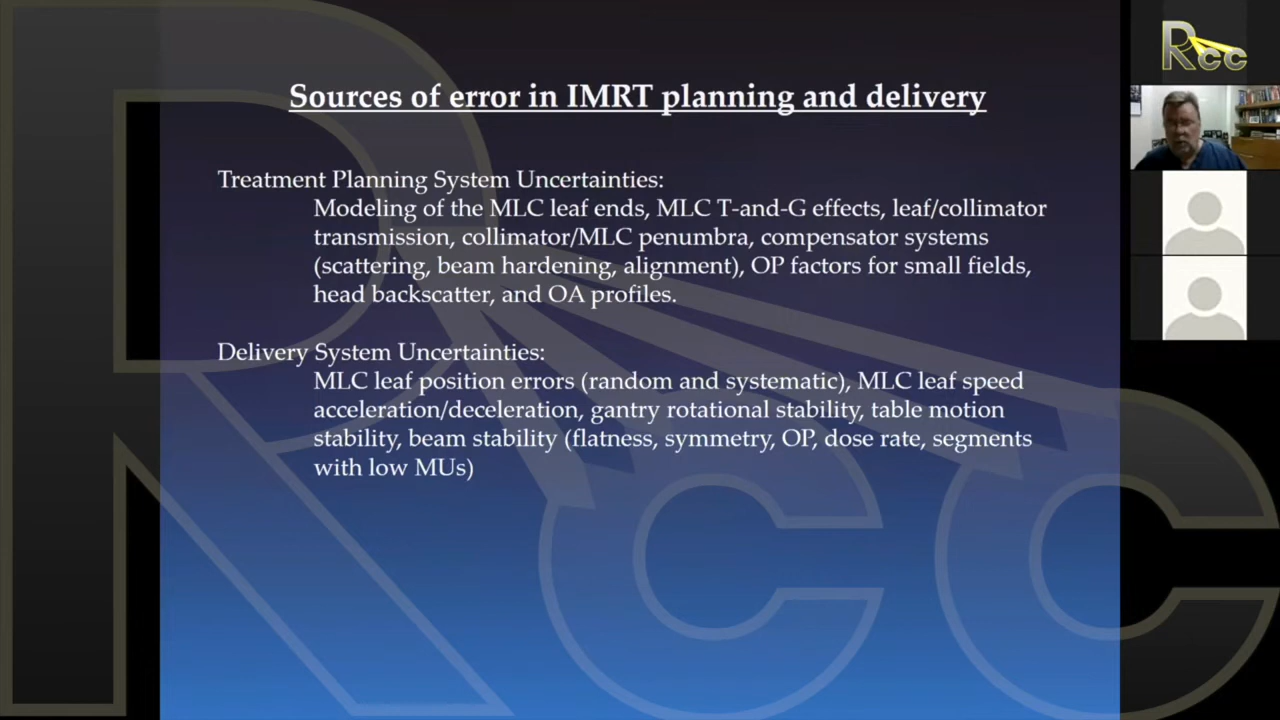 Sources of error in IMRT planning and delivery
Treatment Planning System Uncertainties:
Modeling of the MLC leaf ends, MLC T-and-G effects, leaf/collimator
transmission, collimator/MLC penumbra, compensator systems
(scattering, beam hardening, alignment), OP factors for small fields,
head backscatter, and OA profiles.
Delivery System Uncertainties:
MLC leaf position errors (random and systematic), MLC leaf speed
acceleration/deceleration, gantry rotational stability, table motion
stability, beam stability (flatness, symmetry, OP, dose rate, segments
with low MUs)
Rcc
Rcc